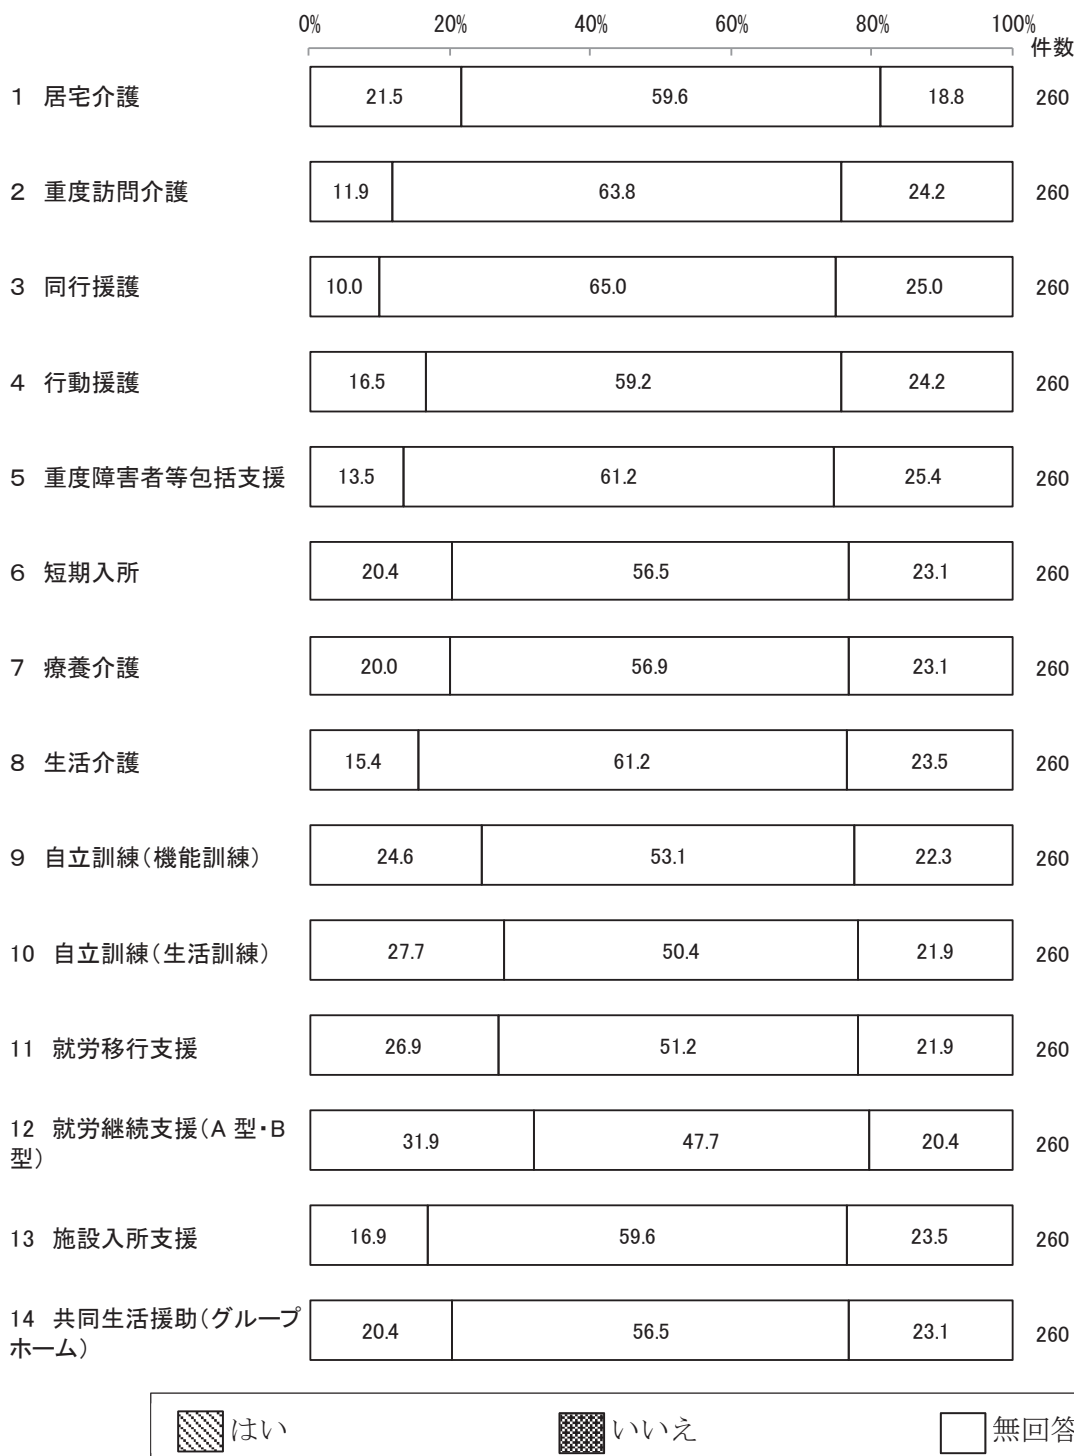 0% 20% 40% 60% 80% 100%
件数
1 居宅介護 21.5 59.6 18.8 260
2 重度訪問介護 11.9 63.8 24.2 260
3 同行援護 10.0 65.0 25.0 260
4 行動援護 16.5 59.2 24.2 260
5 重度障害者等包括支援 13.5 61.2 25.4 260
6 短期入所 20.4 56.5 23.1 260
7 療養介護 20.0 56.9 23.1 260
8 生活介護 15.4 61.2 23.5 260
9 自立訓練(機能訓練) 24.6 53.1 22.3 260
10 自立訓練(生活訓練) 27.7 50.4 21.9 260
11 就労移行支援 26.9 51.2 21.9 260
12 就労継続支援(A 型・B
型) 31.9 47.7 20.4 260
13 施設入所支援 16.9 59.6 23.5 260
14 共同生活援助(グループ
ホーム) 20.4 56.5 23.1 260
はい いいえ 無回答